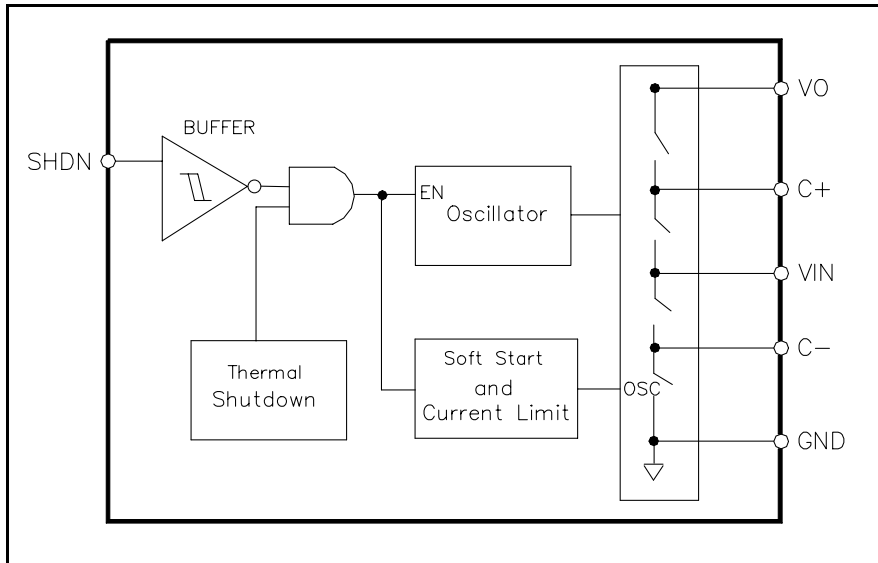 BUFFER
SHDN
EN
Oscillator
Thermal
Shutdown
Soft Start
and
Current Limit
OSC
VO
C+
VIN
C−
GND